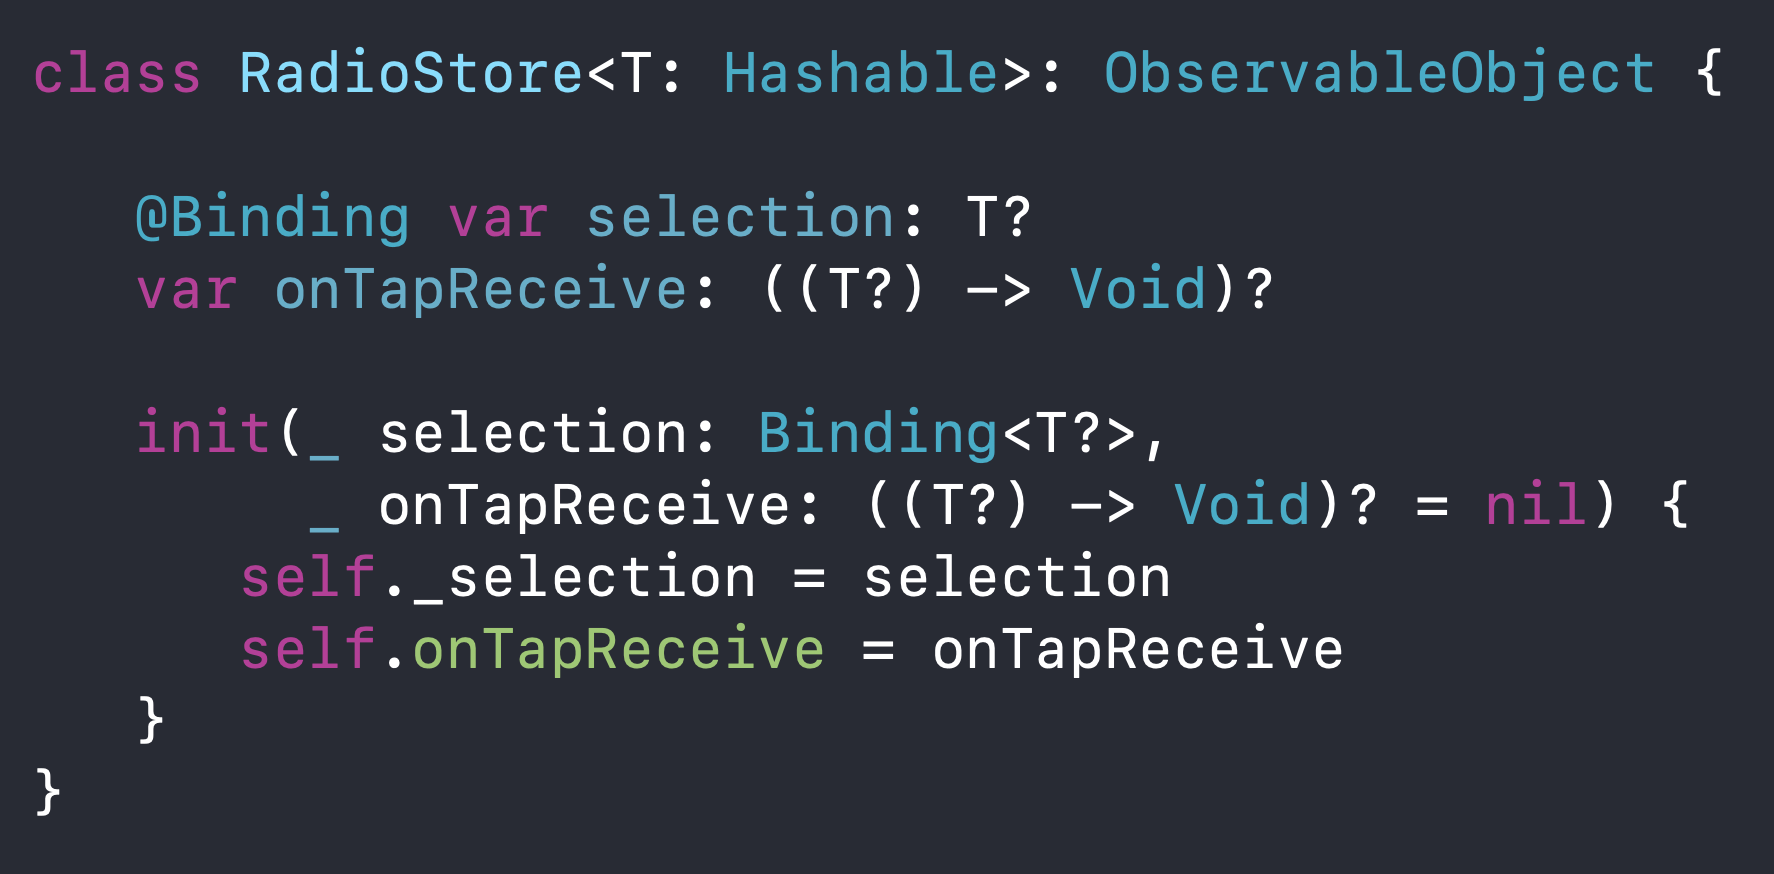 class RadioStore<T: Hashable>: ObservableObject {
@Binding var selection: T?
var onTapReceive: ((T?) -> Void)?
init(_ selection: Binding<T?>,
_ onTapReceive: ((T?) -> Void)? = nil) {
self._selection = selection
self.onTapReceive = onTapReceive
}
}